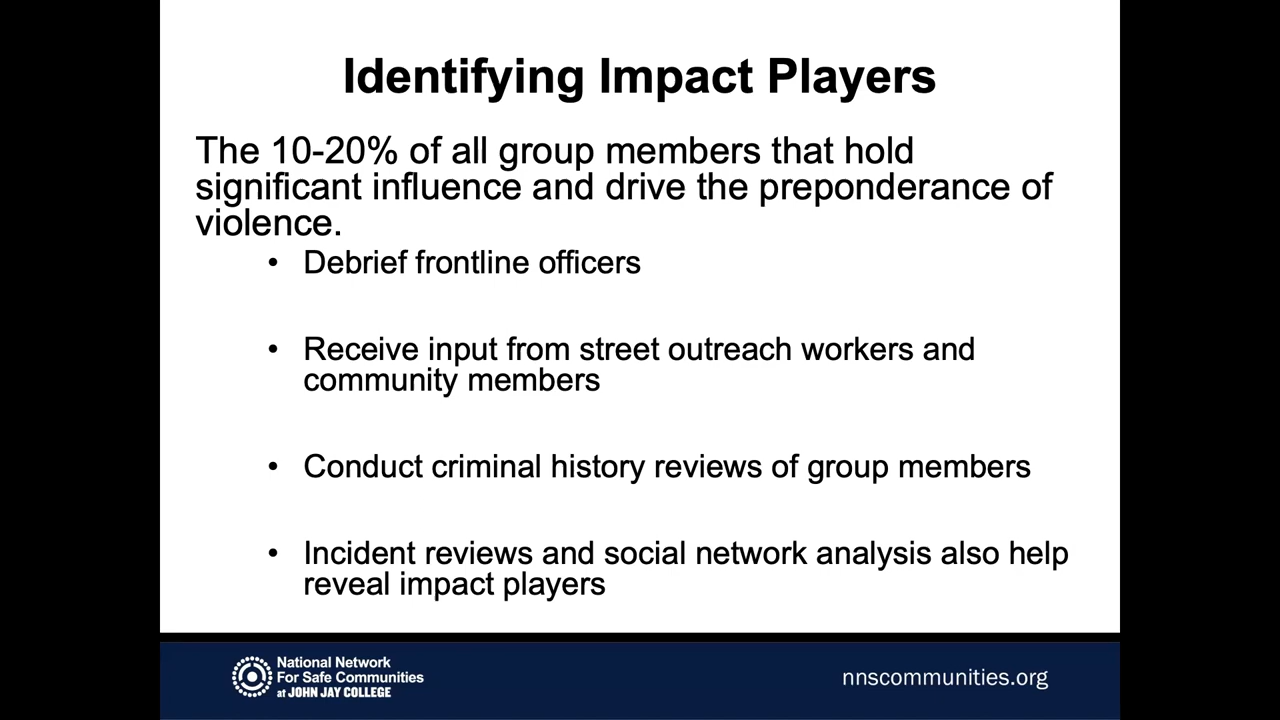 Identifying Impact Players
The 10-20% of all group members that hold
significant influence and drive the preponderance of
violence.
• Debrief frontline officers
• Receive input from street outreach workers and
community members
• Conduct criminal history reviews of group members
• Incident reviews and social network analysis also help
reveal impact players
National Network
For Safe Communities
at JOHN JAY COLLEGE
nnscommunities.org